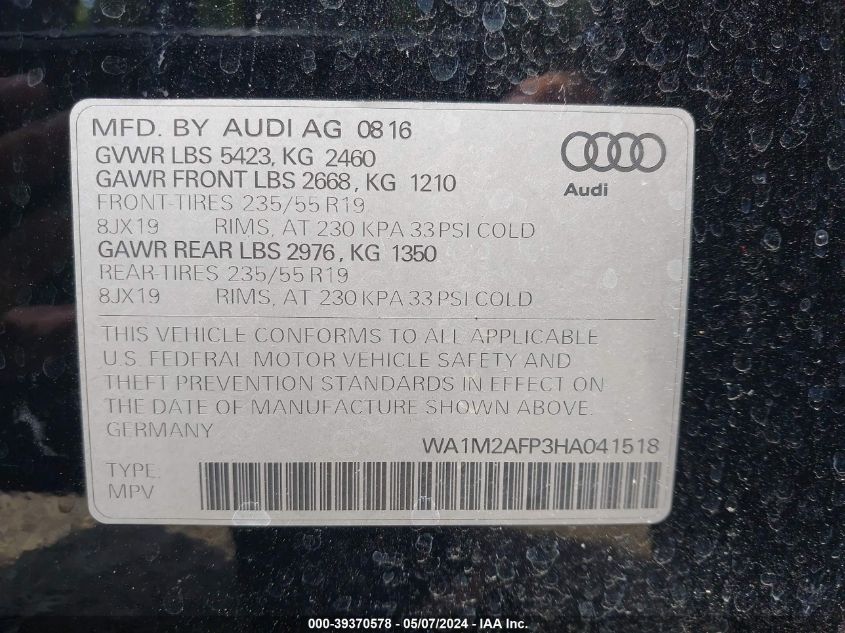 MFD. BY AUDI AG 08 16
GVWR LBS 5423, KG 2460
GAWR FRONT LBS 2668, KG 1210
FRONT-TIRES 235/55 R19
8JX19 RIMS, AT 230 KPA 33 PSI COLD
GAWR REAR LBS 2976, KG 1350
REAR-TIRES 235/55 R19
8JX19 RIMS, AT 230 KPA 33 PSI COLD
Audi
THIS VEHICLE CONFORMS TO ALL APPLICABLE
U.S. FEDERAL MOTOR VEHICLE SAFETY AND
THEFT PREVENTION STANDARDS IN EFFECT ON
THE DATE OF MANUFACTURE SHOWN ABOVE.
GERMANY
WA1M2AFP3HA041518
TYPE:
MPV
000-39370578 - 05/07/2024 - IAA Inc.